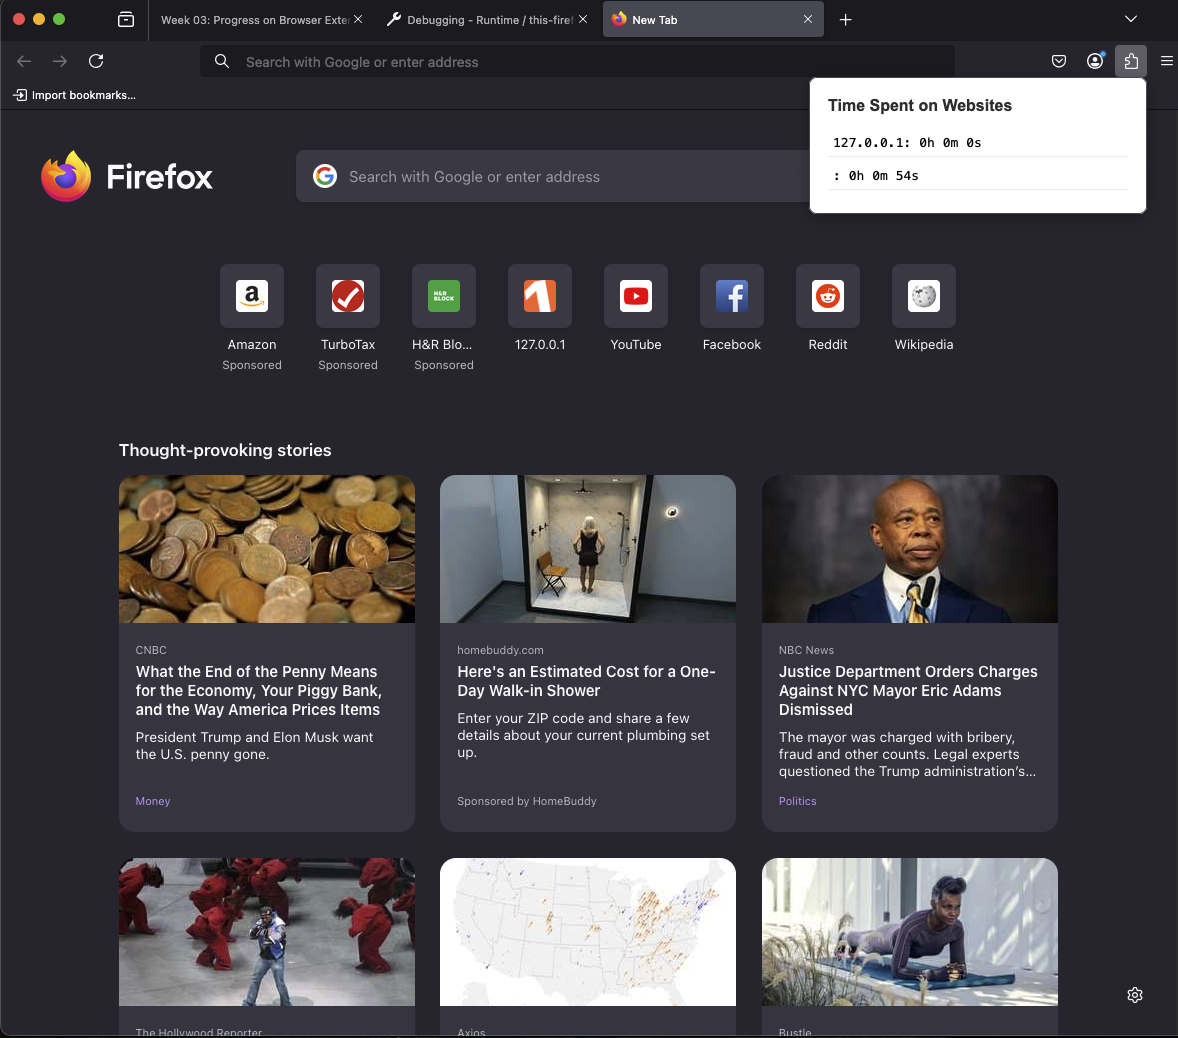 Week 03: Progress on Browser Exte
Debugging - Runtime / this-firef
New Tab
Search with Google or enter address
Import bookmarks...
Time Spent on Websites
127.0.0.1: 0h 0m 0s
: 0h 0m 54s
Firefox
Search with Google or enter address
a
H&R
BLOCK
Amazon
Sponsored
TurboTax
Sponsored
H&R Blo...
Sponsored
127.0.0.1
YouTube
Facebook
Reddit
Wikipedia
Thought-provoking stories
CNBC
What the End of the Penny Means
for the Economy, Your Piggy Bank,
and the Way America Prices Items
President Trump and Elon Musk want
the U.S. penny gone.
Money
homebuddy.com
Here's an Estimated Cost for a One-
Day Walk-in Shower
Enter your ZIP code and share a few
details about your current plumbing set
up.
Sponsored by HomeBuddy
NBC News
Justice Department Orders Charges
Against NYC Mayor Eric Adams
Dismissed
The mayor was charged with bribery,
fraud and other counts. Legal experts
questioned the Trump administration's...
Politics
The Hollywood Reporter
Axios
Bustle